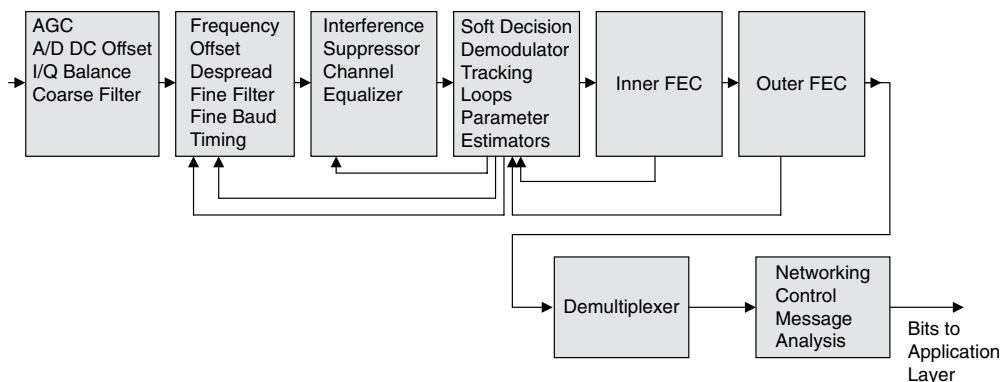 AGC
A/D DC Offset
I/Q Balance
Coarse Filter
Frequency
Offset
Despread
Fine Filter
Fine Baud
Timing
Interference
Suppressor
Channel
Equalizer
Soft Decision
Demodulator
Tracking
Loops
Parameter
Estimators
Inner FEC
Outer FEC
Demultiplexer
Networking
Control
Message
Analysis
Bits to
Application
Layer